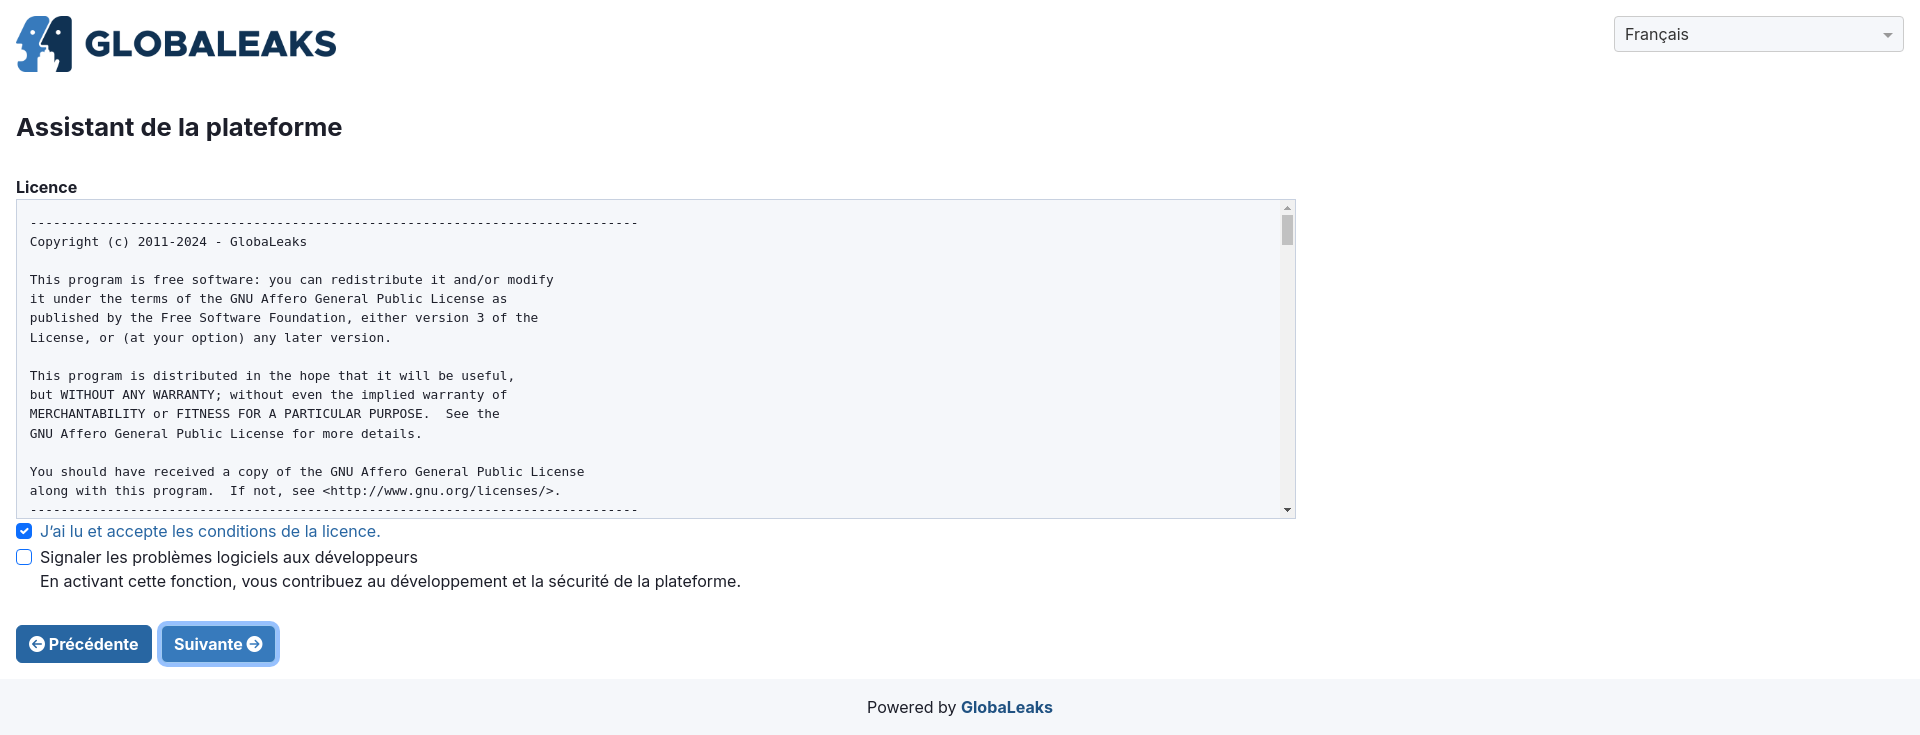 GLOBALEAKS
Français
Assistant de la plateforme
Licence
-------------------------------------------------------------------------------
Copyright (c) 2011-2024 - GlobaLeaks
This program is free software: you can redistribute it and/or modify
it under the terms of the GNU Affero General Public License as
published by the Free Software Foundation, either version 3 of the
License, or (at your option) any later version.
This program is distributed in the hope that it will be useful,
but WITHOUT ANY WARRANTY; without even the implied warranty of
MERCHANTABILITY or FITNESS FOR A PARTICULAR PURPOSE.  See the
GNU Affero General Public License for more details.
You should have received a copy of the GNU Affero General Public License
along with this program.  If not, see <http://www.gnu.org/licenses/>.
-------------------------------------------------------------------------------
J’ai lu et accepte les conditions de la licence.
Signaler les problèmes logiciels aux développeurs
En activant cette fonction, vous contribuez au développement et la sécurité de la plateforme.
Précédente Suivante
Powered by GlobaLeaks